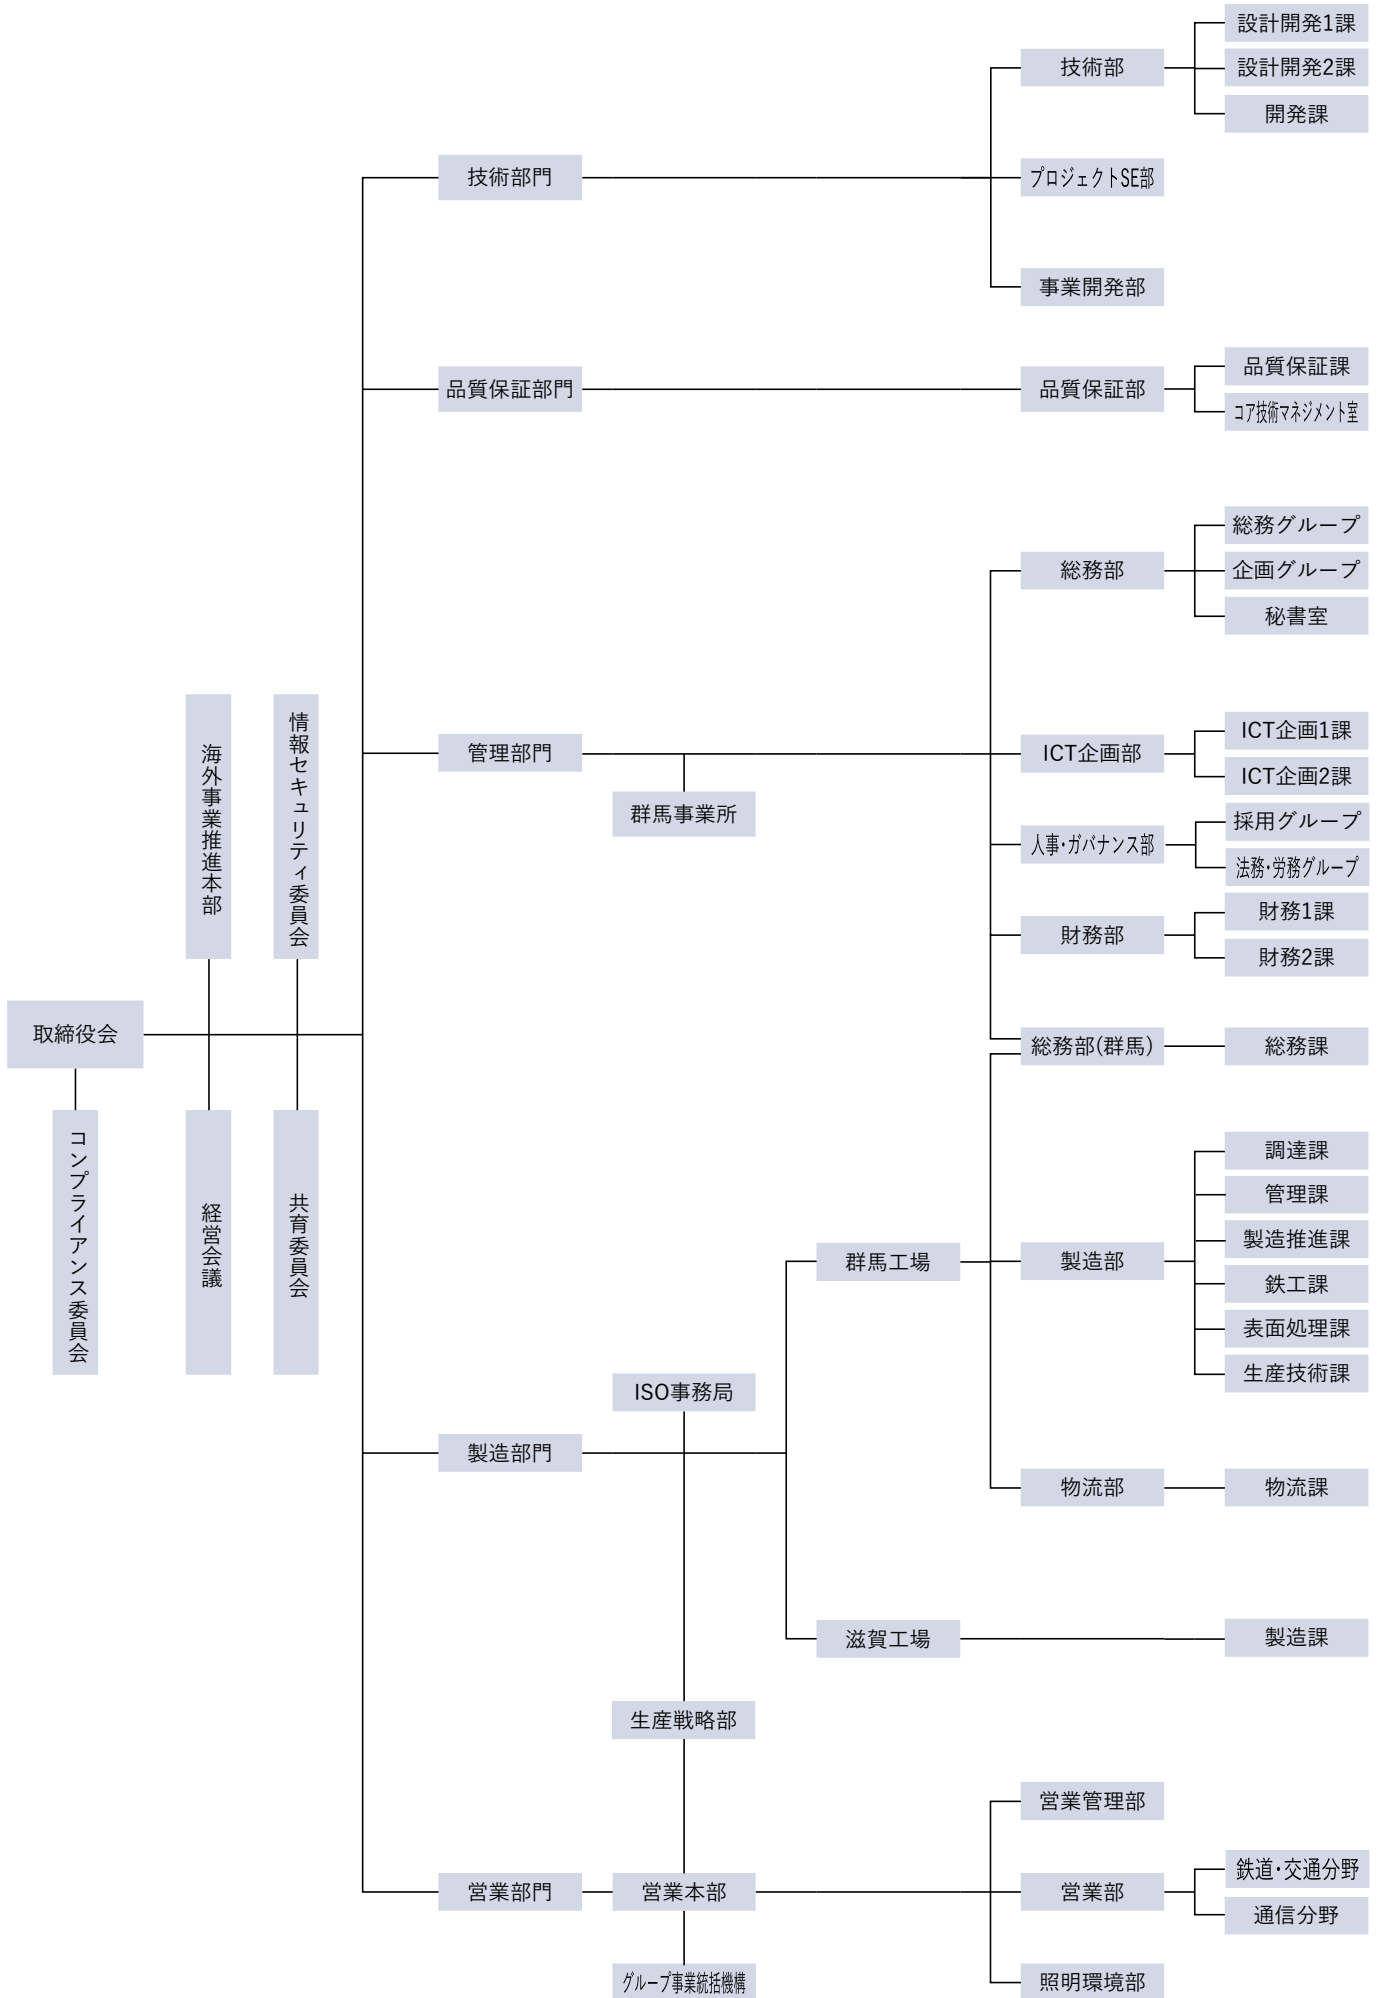 設計開発1課
技術部
設計開発2課
開発課
技術部門
プロジェクトSE部
事業開発部
品質保証課
品質保証部門
品質保証部
コア技術マネジメント室
総務グループ
総務部
企画グループ
秘書室
海外事業推進本部
情報セキュリティ委員会
管理部門
群馬事業所
ICT企画部
ICT企画1課
ICT企画2課
人事・ガバナンス部
採用グループ
法務・労務グループ
財務部
財務1課
財務2課
取締役会
総務部(群馬)
総務課
コンプライアンス委員会
経営会議
共育委員会
群馬工場
製造部
調達課
管理課
製造推進課
鉄工課
表面処理課
生産技術課
ISO事務局
製造部門
物流部
物流課
滋賀工場
製造課
生産戦略部
営業管理部
営業部門
営業本部
営業部
鉄道・交通分野
通信分野
グループ事業統括機構
照明環境部